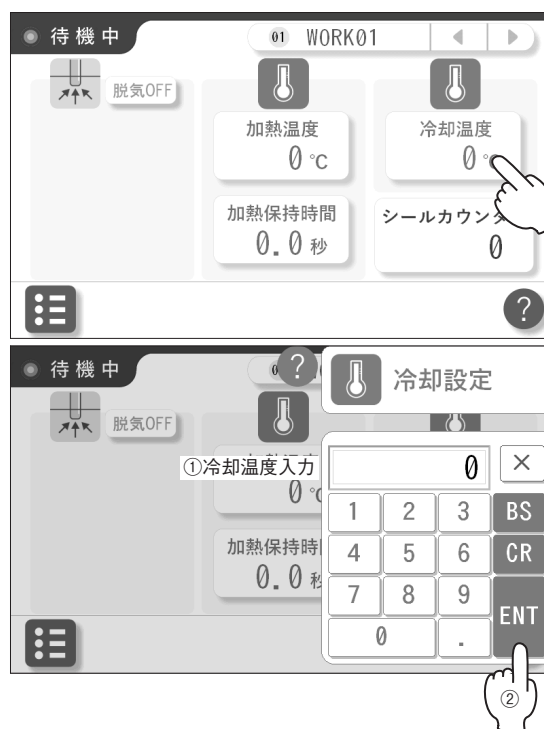 待機中
01 WORK01
脱気OFF
加熱温度
0 ℃
冷却温度
0
加熱保持時間
0.0 秒
シールカウンタ
0
?
待機中
?
冷却設定
脱気OFF
①冷却温度入力
0
×
0
加熱保持時
0.0
1 2 3 BS
4 5 6 CR
7 8 9 ENT
0 .
②